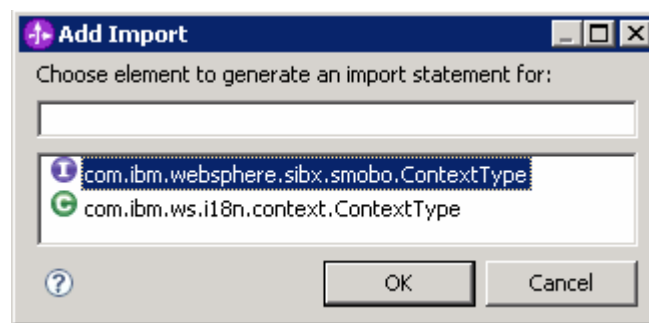 Add Import
Choose element to generate an import statement for:
com.ibm.websphere.sibx.smobo.ContextType
com.ibm.ws.i18n.context.ContextType
OK Cancel